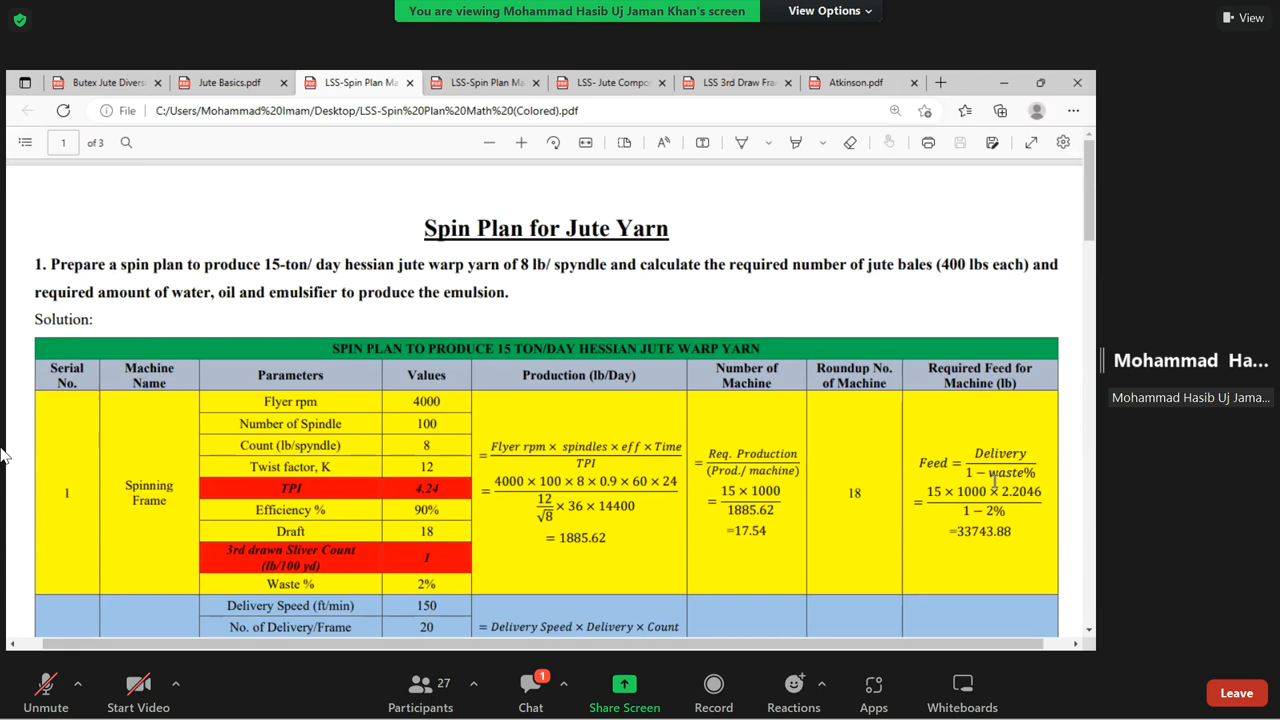 You are viewing Mohammad Hasib Uj Jaman Khan's screen
View Options
View
Butex Jute Divers
Jute Basics.pdf
LSS-Spin Plan Ma
LSS-Spin Plan Ma
LSS- Jute Compo
LSS 3rd Draw Fra
Atkinson.pdf
File
C:/Users/Mohammad%20Imam/Desktop/LSS-Spin%20Plan%20Math%20(Colored).pdf
1 of 3
Spin Plan for Jute Yarn
1. Prepare a spin plan to produce 15-ton/ day hessian jute warp yarn of 8 lb/ spyndle and calculate the required number of jute bales (400 lbs each) and
required amount of water, oil and emulsifier to produce the emulsion.
Solution:
SPIN PLAN TO PRODUCE 15 TON/DAY HESSIAN JUTE WARP YARN
Serial No.
Machine Name
Parameters
Values
Production (lb/Day)
Number of Machine
Roundup No. of Machine
Required Feed for Machine (lb)
1
Spinning Frame
Flyer rpm 4000
Number of Spindle 100
Count (lb/spyndle) 8
Twist factor, K 12
TPI 4.24
Efficiency % 90%
Draft 18
3rd drawn Sliver Count (lb/100 yd) 1
Waste % 2%
= Flyer rpm × spindles × eff × Time / TPI
= 4000 × 100 × 8 × 0.9 × 60 × 24 / 12/√8 × 36 × 14400
= 1885.62
= Req. Production / (Prod./ machine)
= 15 × 1000 / 1885.62
=17.54
18
Feed = Delivery / 1 − waste%
= 15 × 1000 × 2.2046 / 1 − 2%
=33743.88
Delivery Speed (ft/min) 150
No. of Delivery/Frame 20
= Delivery Speed × Delivery × Count
Mohammad Ha...
Mohammad Hasib Uj Jama...
Unmute
Start Video
27
Participants
1
Chat
Share Screen
Record
Reactions
Apps
Whiteboards
Leave